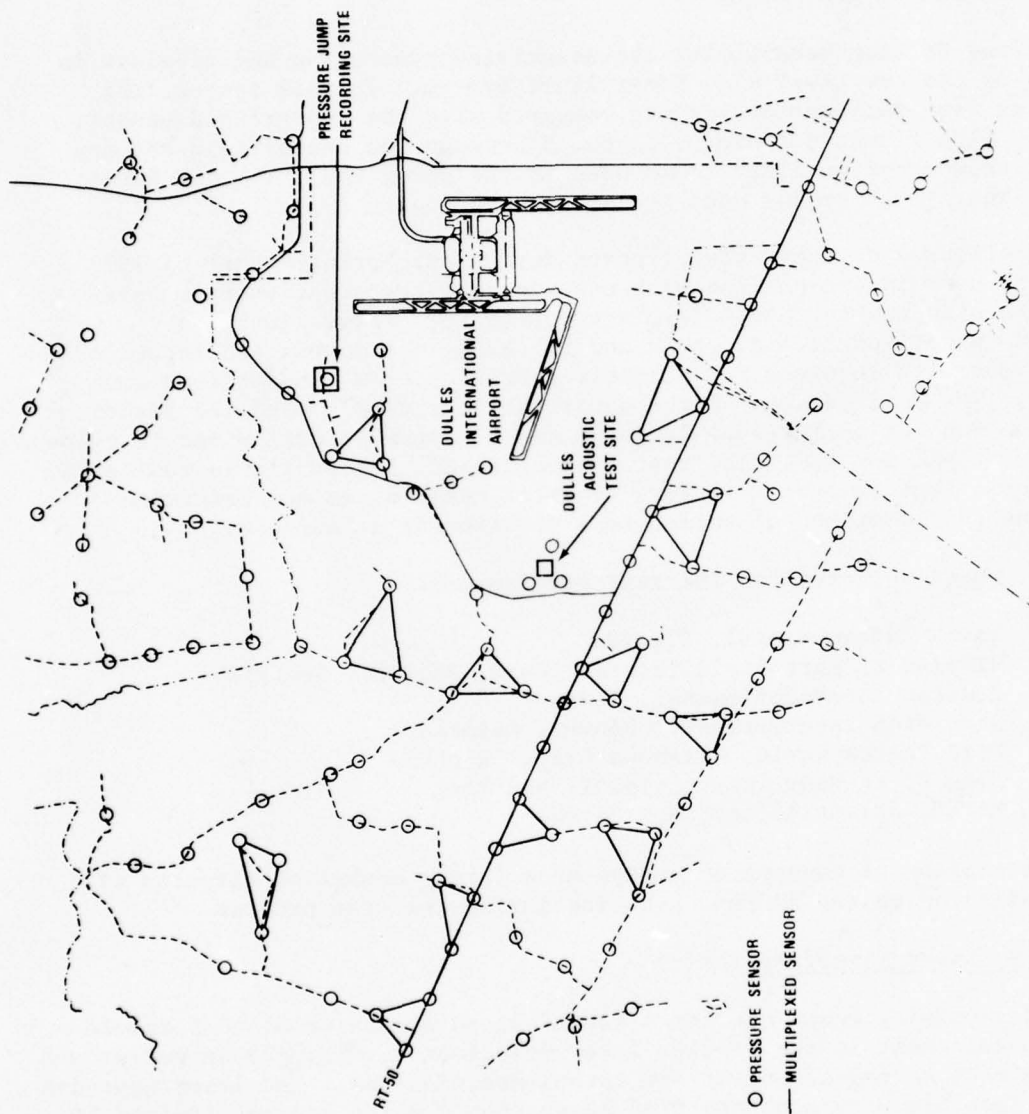 PRESSURE JUMP
RECORDING SITE
DULLES
INTERNATIONAL
AIRPORT
DULLES
ACOUSTIC
TEST SITE
RT-50
PRESSURE SENSOR
MULTIPLEXED SENSOR